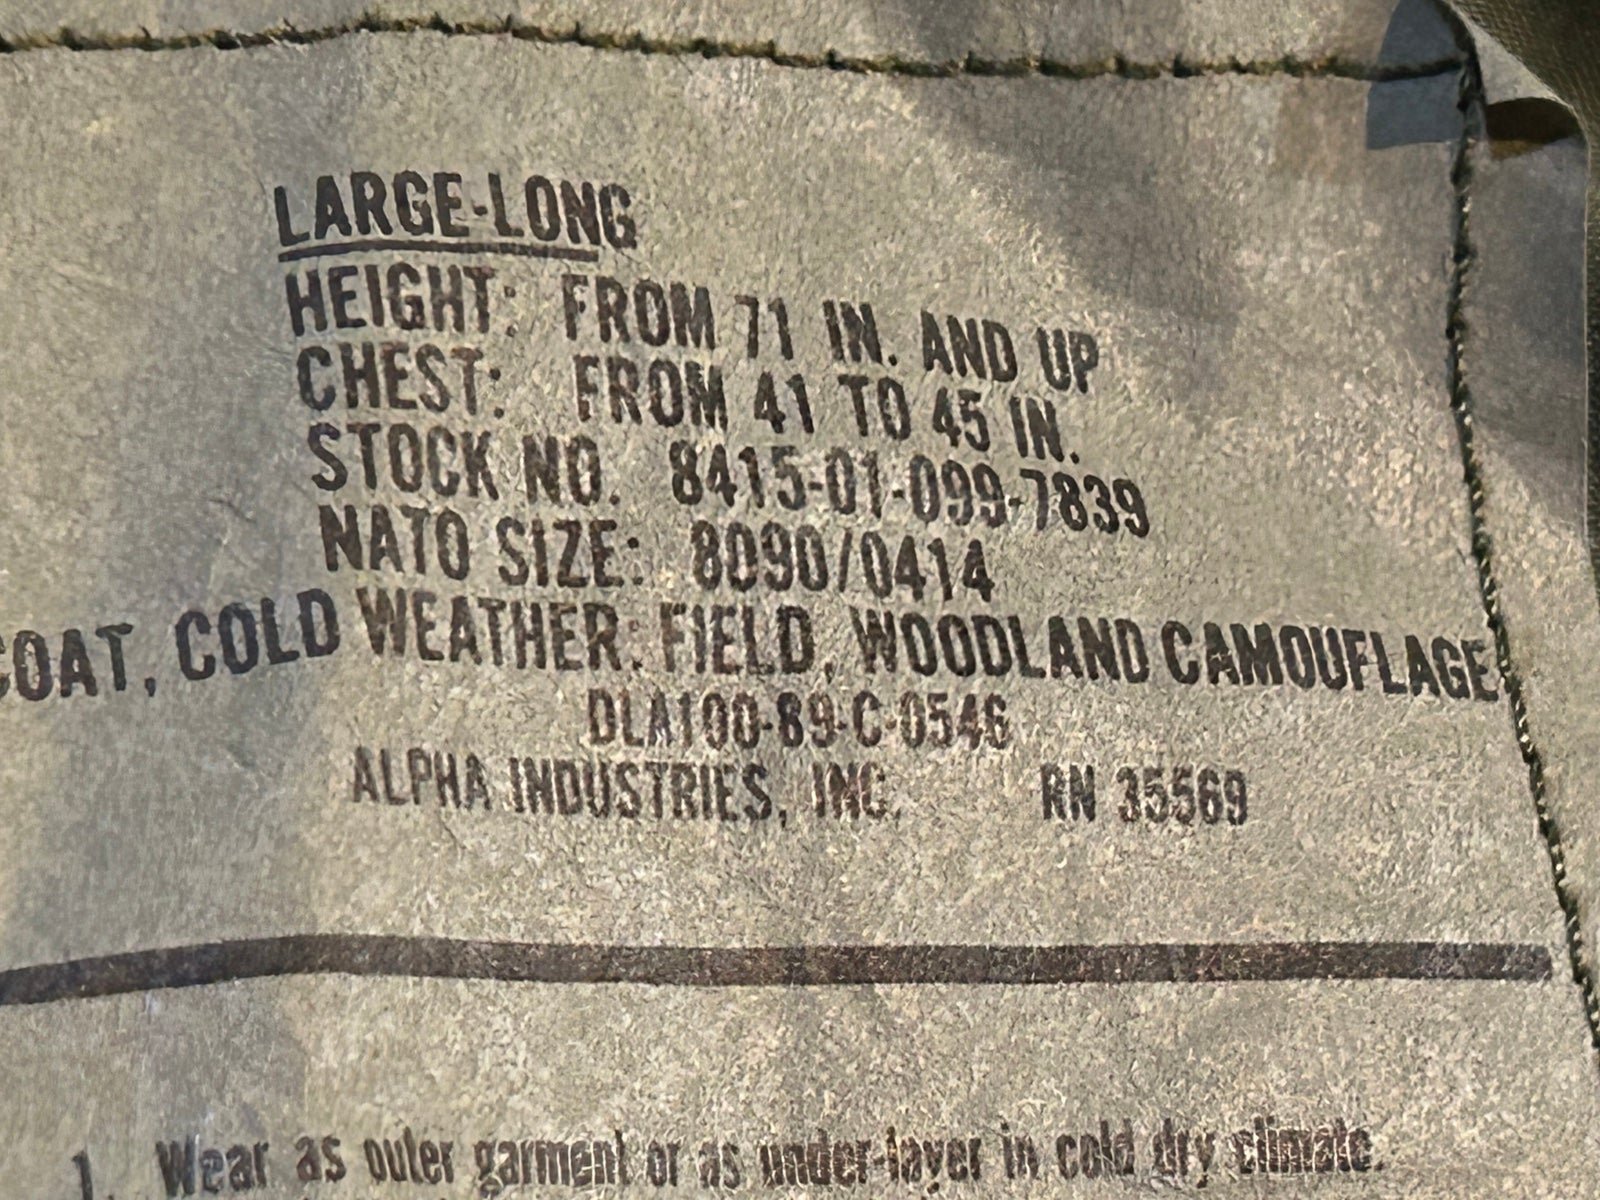 LARGE-LONG
HEIGHT: FROM 71 IN. AND UP
CHEST: FROM 41 TO 45 IN.
STOCK NO. 8415-01-099-7839
NATO SIZE: 8090/0414
COAT, COLD WEATHER: FIELD, WOODLAND CAMOUFLAGE
DLA100-89-C-0546
ALPHA INDUSTRIES, INC. RN 35569
1. Wear as outer garment or as under-layer in cold dry climate.